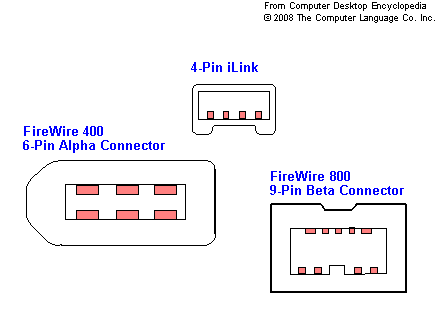 From Computer Desktop Encyclopedia
© 2008 The Computer Language Co. Inc.
4-Pin iLink
FireWire 400
6-Pin Alpha Connector
FireWire 800
9-Pin Beta Connector